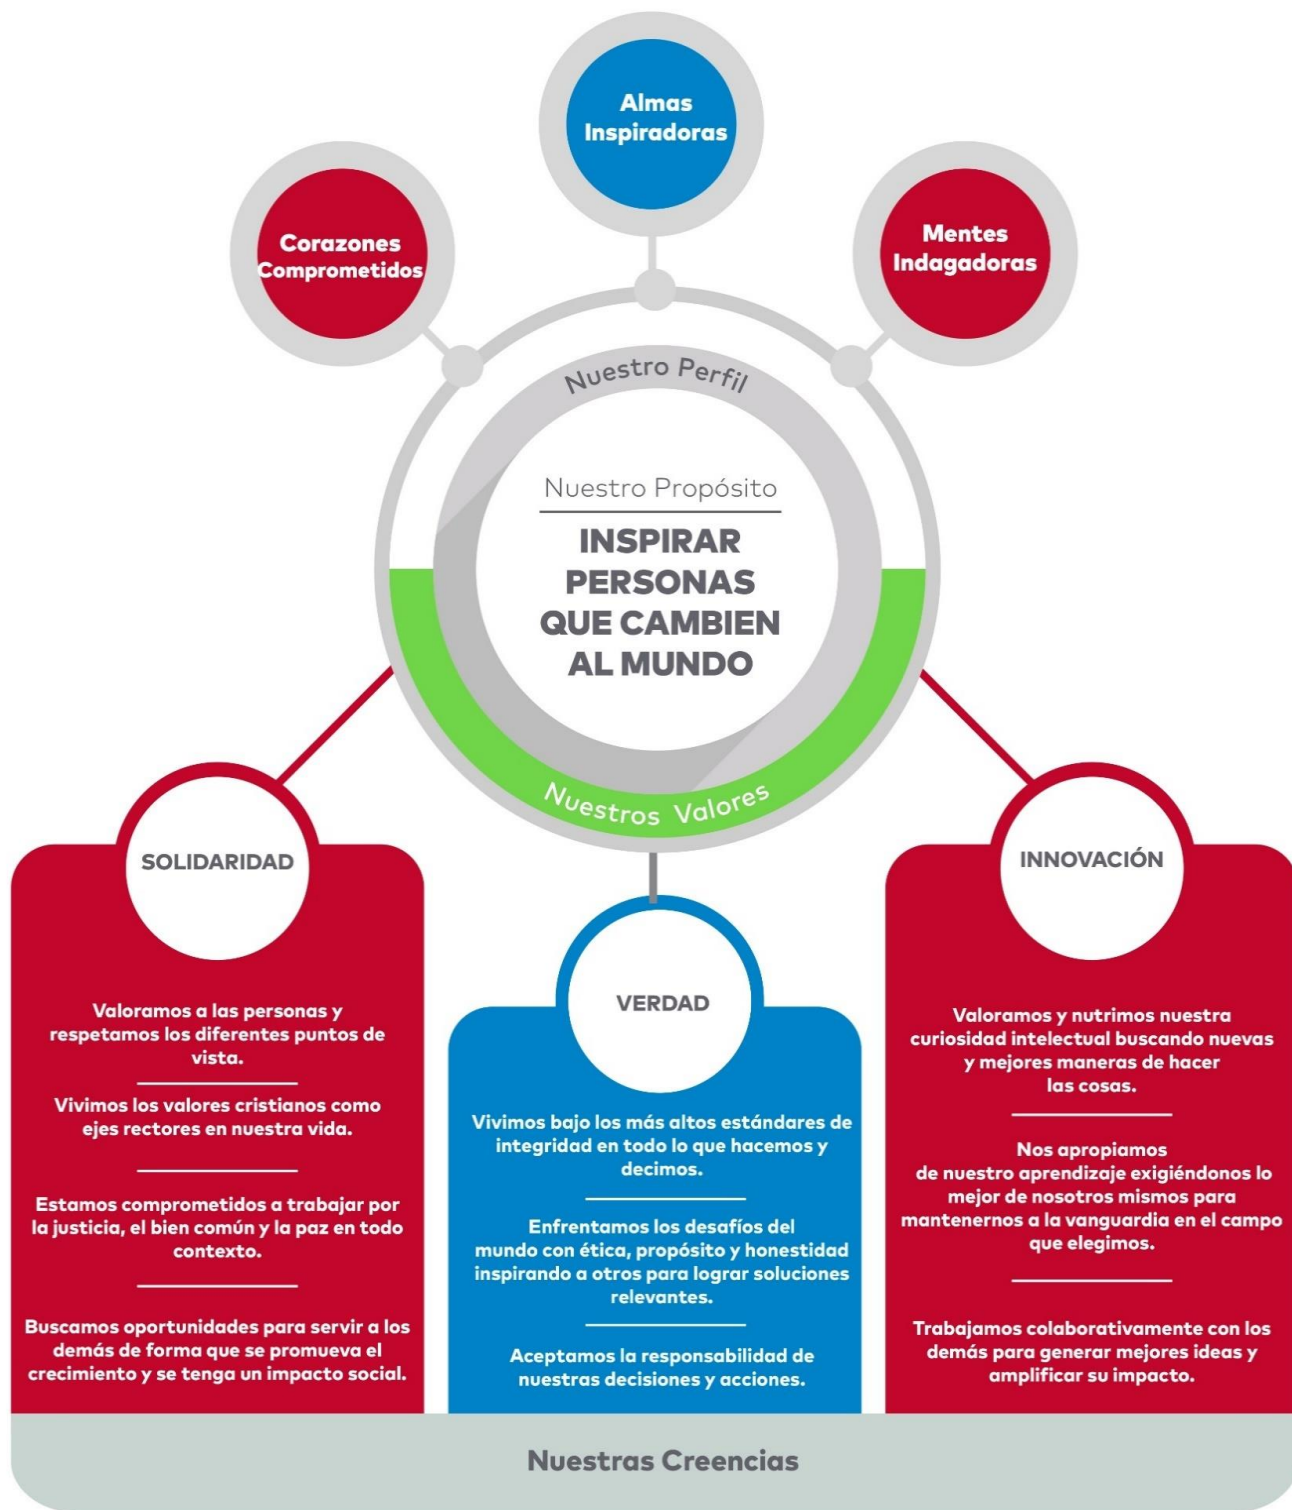 Almas
Inspiradoras
Corazones
Comprometidos
Mentes
Indagadoras
Nuestro Perfil
Nuestro Propósito
INSPIRAR
PERSONAS
QUE CAMBIEN
AL MUNDO
Nuestros Valores
SOLIDARIDAD
Valoramos a las personas y
respetamos los diferentes puntos de
vista.
Vivimos los valores cristianos como
ejes rectores en nuestra vida.
Estamos comprometidos a trabajar por
la justicia, el bien común y la paz en todo
contexto.
Buscamos oportunidades para servir a los
demás de forma que se promueva el
crecimiento y se tenga un impacto social.
VERDAD
Vivimos bajo los más altos estándares de
integridad en todo lo que hacemos y
decimos.
Enfrentamos los desafíos del
mundo con ética, propósito y honestidad
inspirando a otros para lograr soluciones
relevantes.
Aceptamos la responsabilidad de
nuestras decisiones y acciones.
INNOVACIÓN
Valoramos y nutrimos nuestra
curiosidad intelectual buscando nuevas
y mejores maneras de hacer
las cosas.
Nos apropiamos
de nuestro aprendizaje exigiéndonos lo
mejor de nosotros mismos para
mantenernos a la vanguardia en el campo
que elegimos.
Trabajamos colaborativamente con los
demás para generar mejores ideas y
amplificar su impacto.
Nuestras Creencias